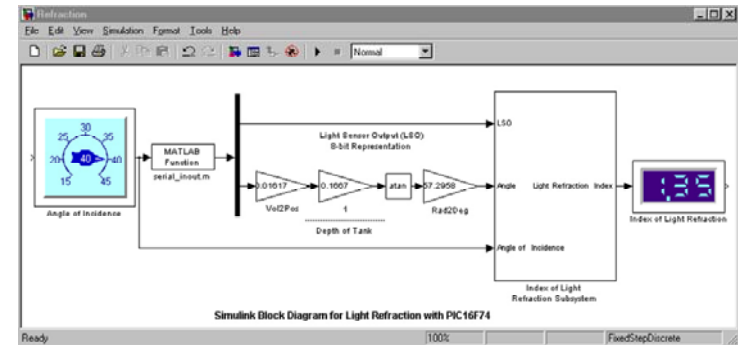 Refraction
File Edit View Simulation Format Tools Help
Normal
LSO
Light Sensor Output (LSO)
8-bit Representation
30
25 35
20 40 40
15 45
MATLAB
Function
serial_inout.m
0.01617
0.1667
atan
57.2958
Angle
Light Refraction Index
1.35
Vol2Pos
1
Rad2Deg
Angle of Incidence
Index of Light Refraction
Depth of Tank
Angle of Incidence
Index of Light
Refraction Subsystem
Simulink Block Diagram for Light Refraction with PIC16F74
Ready
100%
FixedStepDiscrete